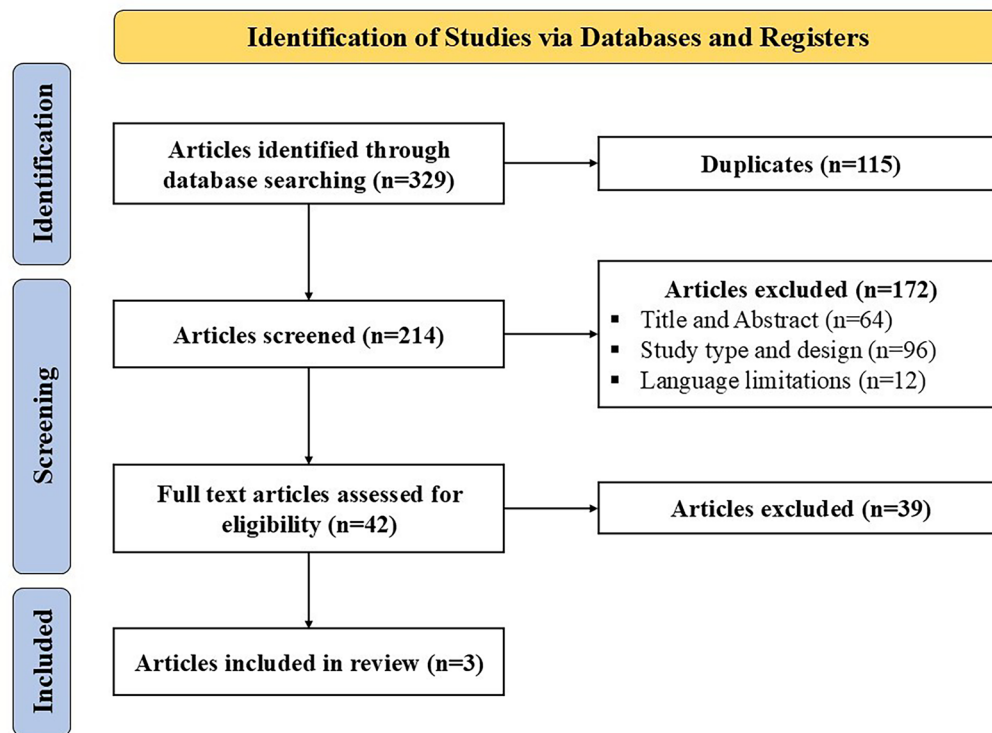 Identification of Studies via Databases and Registers
Identification
Articles identified through
database searching (n=329)
Duplicates (n=115)
Screening
Articles screened (n=214)
Articles excluded (n=172)
▪ Title and Abstract (n=64)
▪ Study type and design (n=96)
▪ Language limitations (n=12)
Full text articles assessed for
eligibility (n=42)
Articles excluded (n=39)
Included
Articles included in review (n=3)